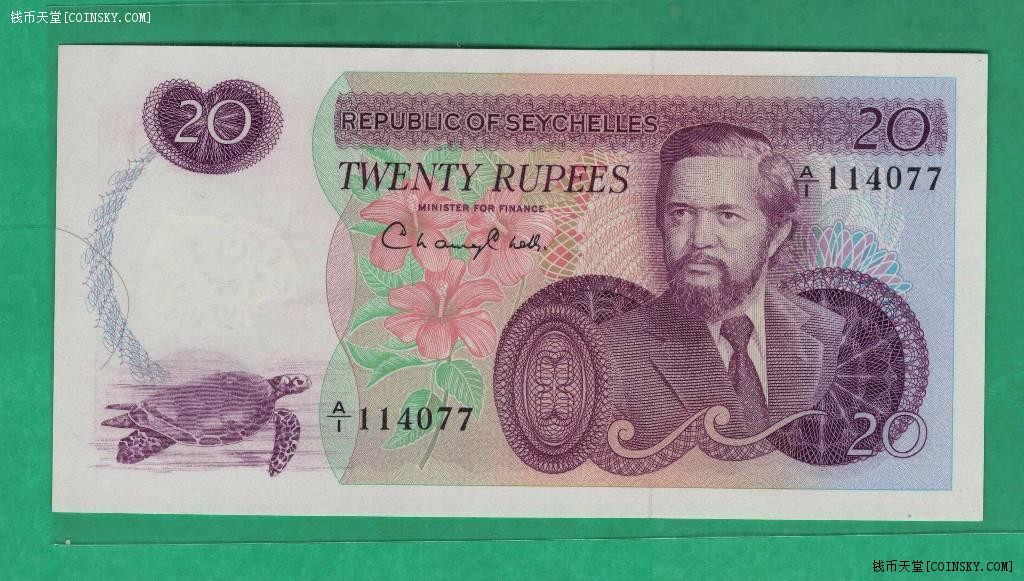 钱币天堂[COINSKY.COM]
20
REPUBLIC OF SEYCHELLES
20
TWENTY RUPEES
A/1 114077
MINISTER FOR FINANCE
A/1 114077
20
钱币天堂[COINSKY.COM]